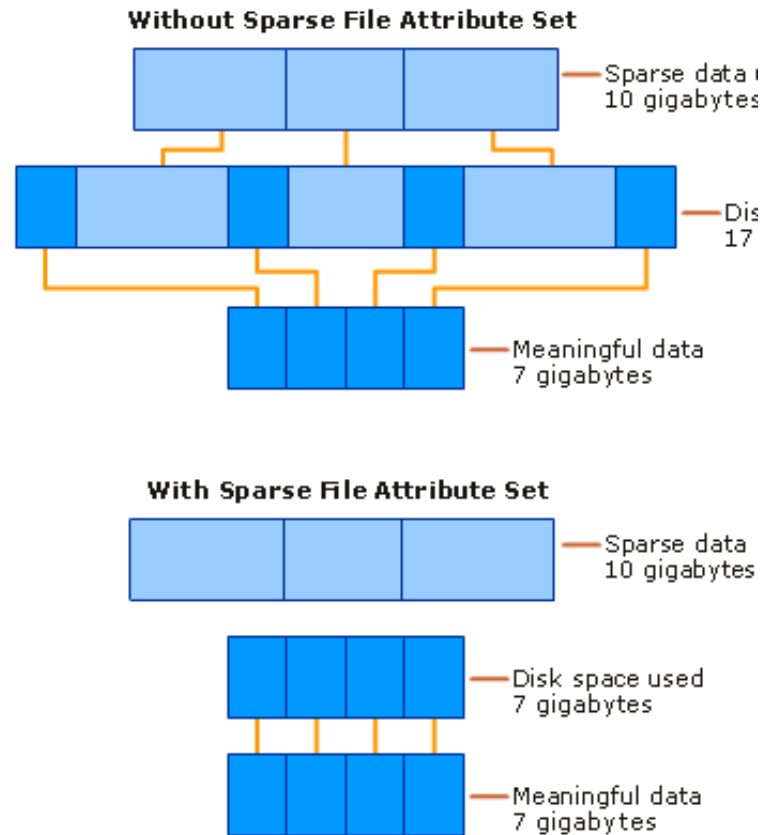 Without Sparse File Attribute Set
Sparse data
10 gigabytes
17
Meaningful data
7 gigabytes
With Sparse File Attribute Set
Sparse data
10 gigabytes
Disk space used
7 gigabytes
Meaningful data
7 gigabytes